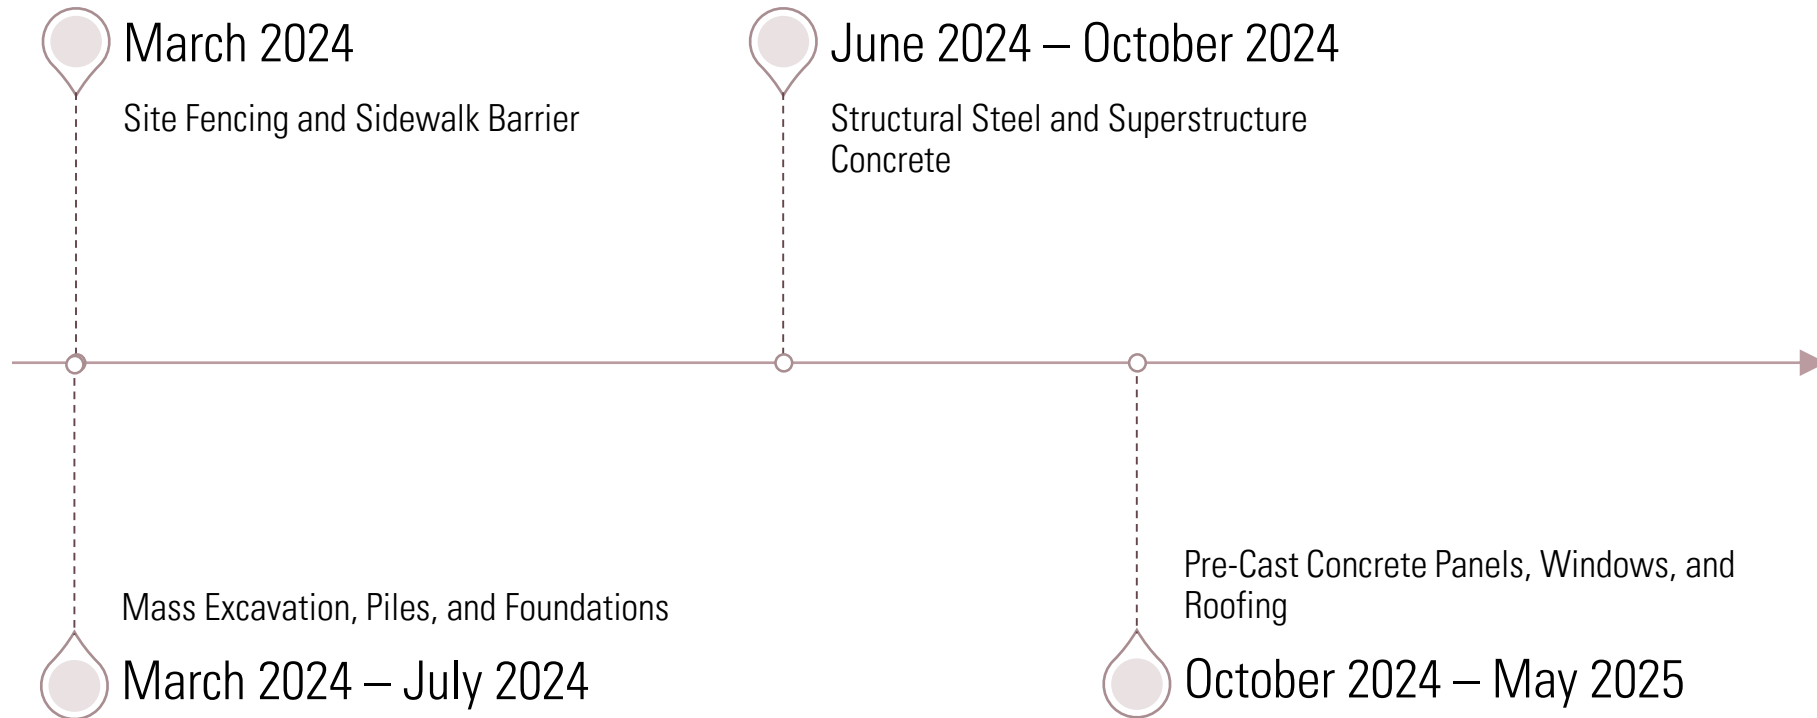 March 2024
Site Fencing and Sidewalk Barrier
June 2024 – October 2024
Structural Steel and Superstructure
Concrete
Mass Excavation, Piles, and Foundations
March 2024 – July 2024
Pre-Cast Concrete Panels, Windows, and
Roofing
October 2024 – May 2025